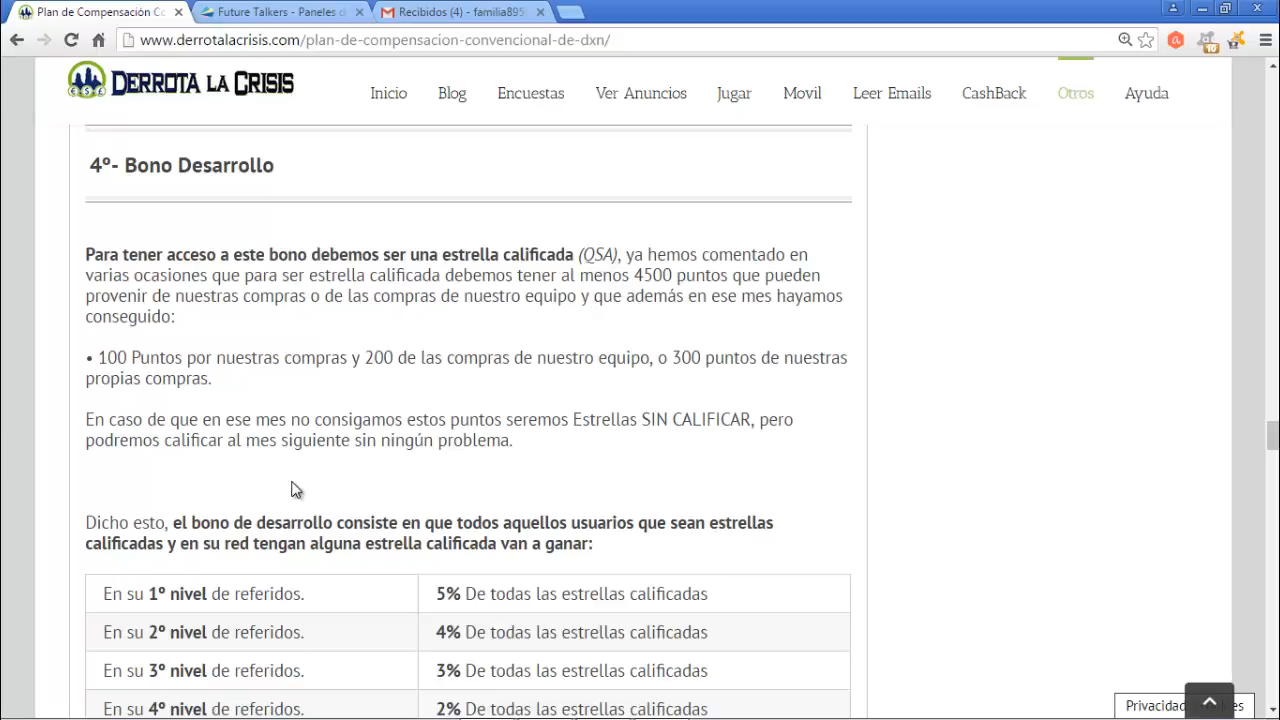 Plan de Compensación Co
Future Talkers - Paneles d
Recibidos (4) - familia895
www.derrotalacrisis.com/plan-de-compensacion-convencional-de-dxn/
10
DERROTA LA CRISIS
Inicio
Blog
Encuestas
Ver Anuncios
Jugar
Movil
Leer Emails
CashBack
Otros
Ayuda
4º- Bono Desarrollo
Para tener acceso a este bono debemos ser una estrella calificada (QSA), ya hemos comentado en
varias ocasiones que para ser estrella calificada debemos tener al menos 4500 puntos que pueden
provenir de nuestras compras o de las compras de nuestro equipo y que además en ese mes hayamos
conseguido:
• 100 Puntos por nuestras compras y 200 de las compras de nuestro equipo, o 300 puntos de nuestras
propias compras.
En caso de que en ese mes no consigamos estos puntos seremos Estrellas SIN CALIFICAR, pero
podremos calificar al mes siguiente sin ningún problema.
Dicho esto, el bono de desarrollo consiste en que todos aquellos usuarios que sean estrellas
calificadas y en su red tengan alguna estrella calificada van a ganar:
En su 1º nivel de referidos. 5% De todas las estrellas calificadas
En su 2º nivel de referidos. 4% De todas las estrellas calificadas
En su 3º nivel de referidos. 3% De todas las estrellas calificadas
En su 4º nivel de referidos. 2% De todas las estrellas calificadas
Privacidad